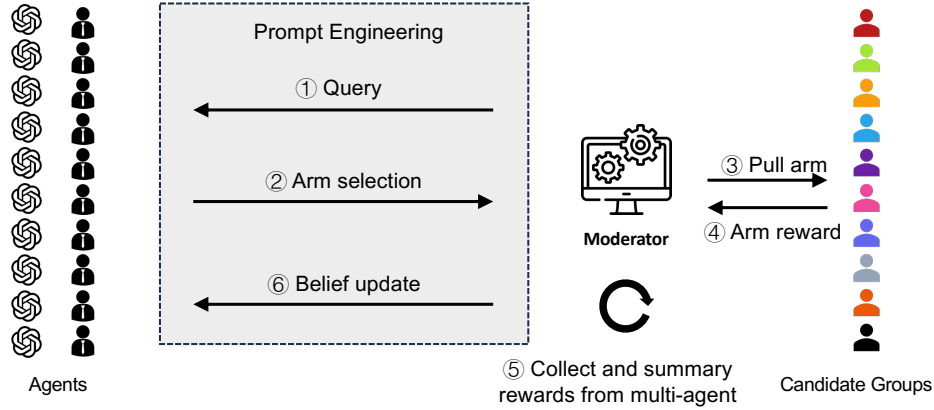 Prompt Engineering
① Query
② Arm selection
③ Pull arm
④ Arm reward
Moderator
⑥ Belief update
⑤ Collect and summary
rewards from multi-agent
Agents
Candidate Groups